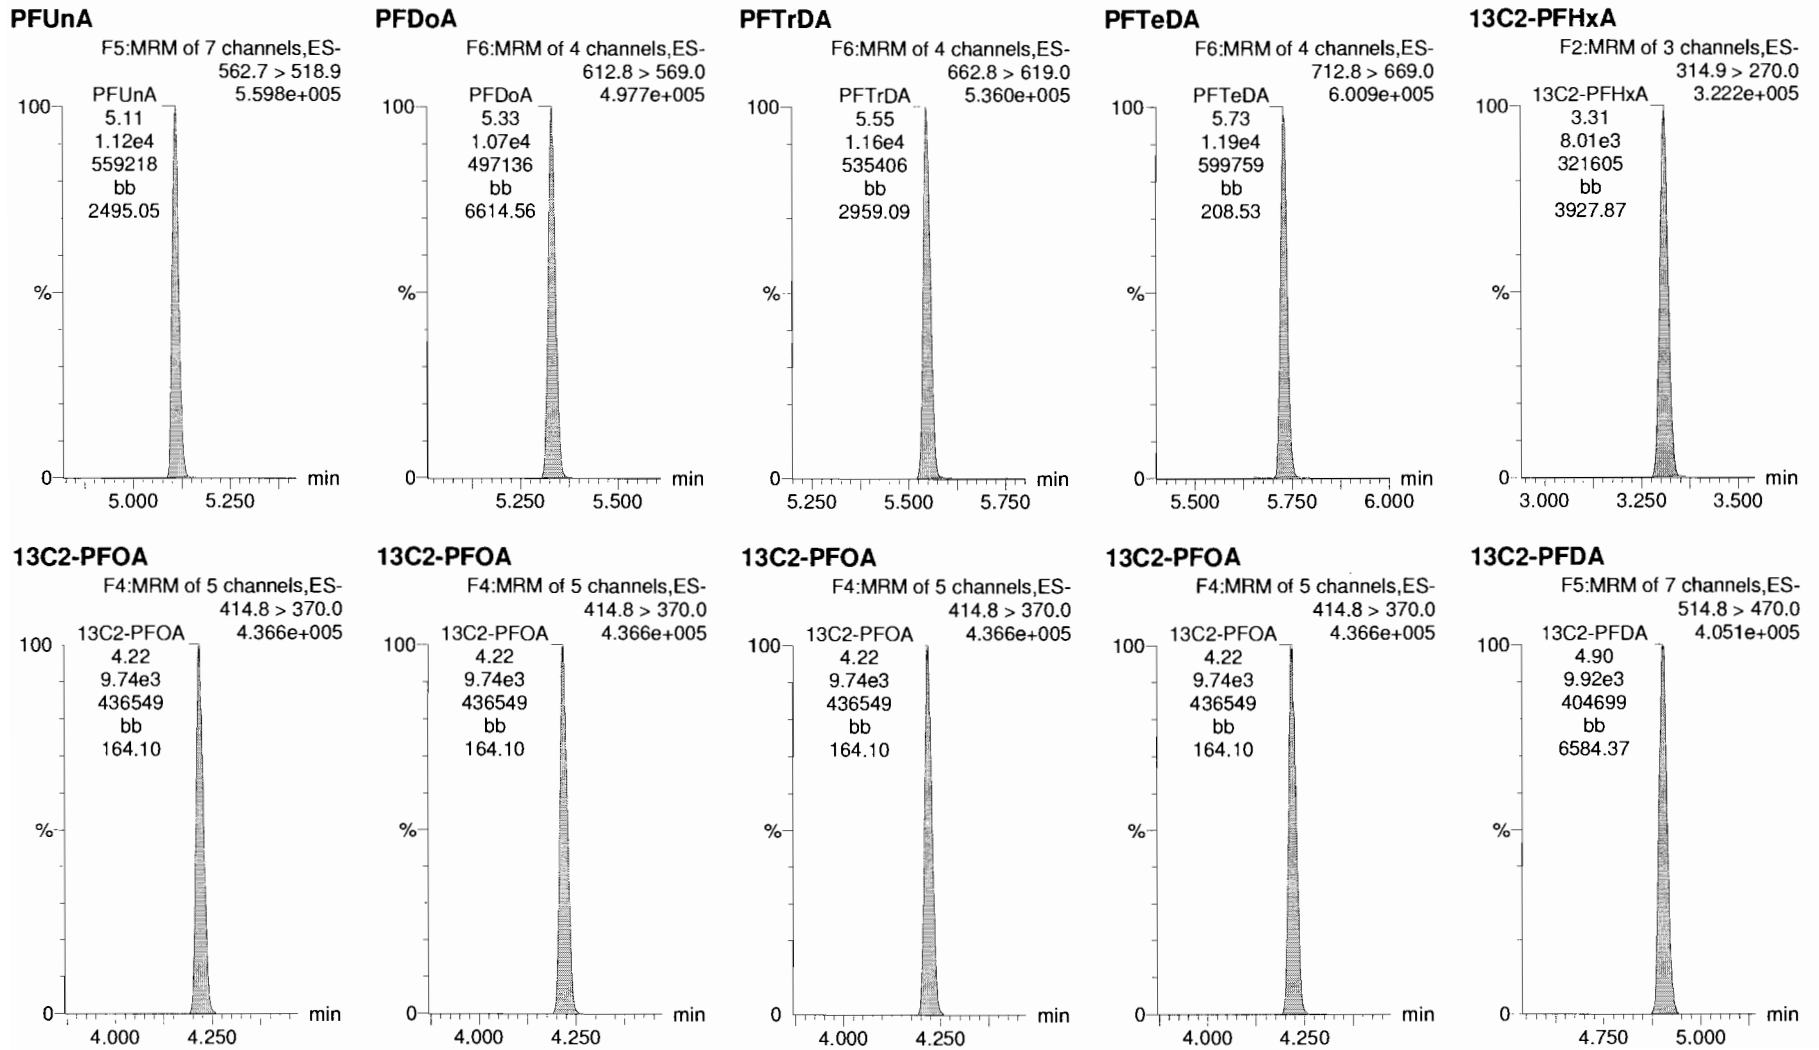 PFUnA
F5:MRM of 7 channels,ES-
562.7 > 518.9
5.598e+005
PFUnA
5.11
1.12e4
559218
bb
2495.05
100
%
0
min
5.000 5.250
PFDoA
F6:MRM of 4 channels,ES-
612.8 > 569.0
4.977e+005
PFDoA
5.33
1.07e4
497136
bb
6614.56
100
%
0
min
5.250 5.500
PFTrDA
F6:MRM of 4 channels,ES-
662.8 > 619.0
5.360e+005
PFTrDA
5.55
1.16e4
535406
bb
2959.09
100
%
0
min
5.250 5.500 5.750
PFTeDA
F6:MRM of 4 channels,ES-
712.8 > 669.0
6.009e+005
PFTeDA
5.73
1.19e4
599759
bb
208.53
100
%
0
min
5.500 5.750 6.000
13C2-PFHxA
F2:MRM of 3 channels,ES-
314.9 > 270.0
3.222e+005
13C2-PFHxA
3.31
8.01e3
321605
bb
3927.87
100
%
0
min
3.000 3.250 3.500
13C2-PFOA
F4:MRM of 5 channels,ES-
414.8 > 370.0
4.366e+005
13C2-PFOA
4.22
9.74e3
436549
bb
164.10
100
%
0
min
4.000 4.250
13C2-PFOA
F4:MRM of 5 channels,ES-
414.8 > 370.0
4.366e+005
13C2-PFOA
4.22
9.74e3
436549
bb
164.10
100
%
0
min
4.000 4.250
13C2-PFOA
F4:MRM of 5 channels,ES-
414.8 > 370.0
4.366e+005
13C2-PFOA
4.22
9.74e3
436549
bb
164.10
100
%
0
min
4.000 4.250
13C2-PFOA
F4:MRM of 5 channels,ES-
414.8 > 370.0
4.366e+005
13C2-PFOA
4.22
9.74e3
436549
bb
164.10
100
%
0
min
4.000 4.250
13C2-PFDA
F5:MRM of 7 channels,ES-
514.8 > 470.0
4.051e+005
13C2-PFDA
4.90
9.92e3
404699
bb
6584.37
100
%
0
min
4.750 5.000